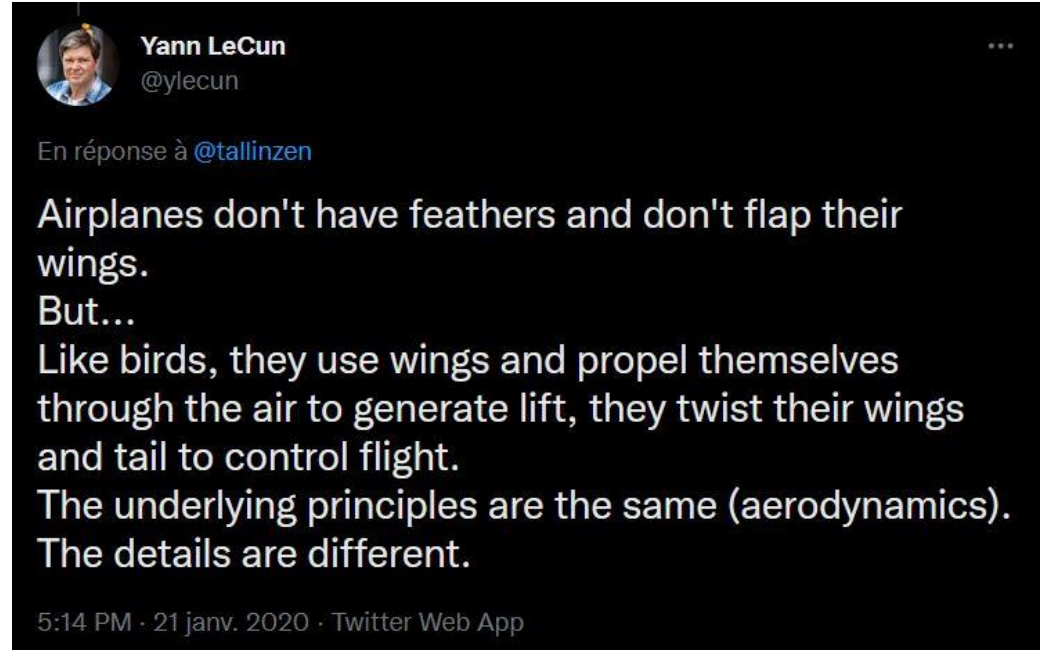 Yann LeCun
@ylecun
En réponse à @tallinzen
Airplanes don't have feathers and don't flap their
wings.
But...
Like birds, they use wings and propel themselves
through the air to generate lift, they twist their wings
and tail to control flight.
The underlying principles are the same (aerodynamics).
The details are different.
5:14 PM · 21 janv. 2020 · Twitter Web App